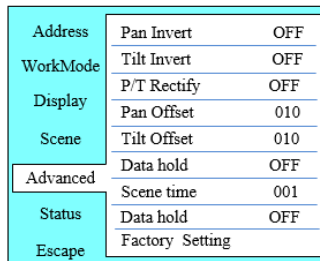 Address
WorkMode
Display
Scene
Advanced
Status
Escape
Pan Invert OFF
Tilt Invert OFF
P/T Rectify OFF
Pan Offset 010
Tilt Offset 010
Data hold OFF
Scene time 001
Data hold OFF
Factory Setting